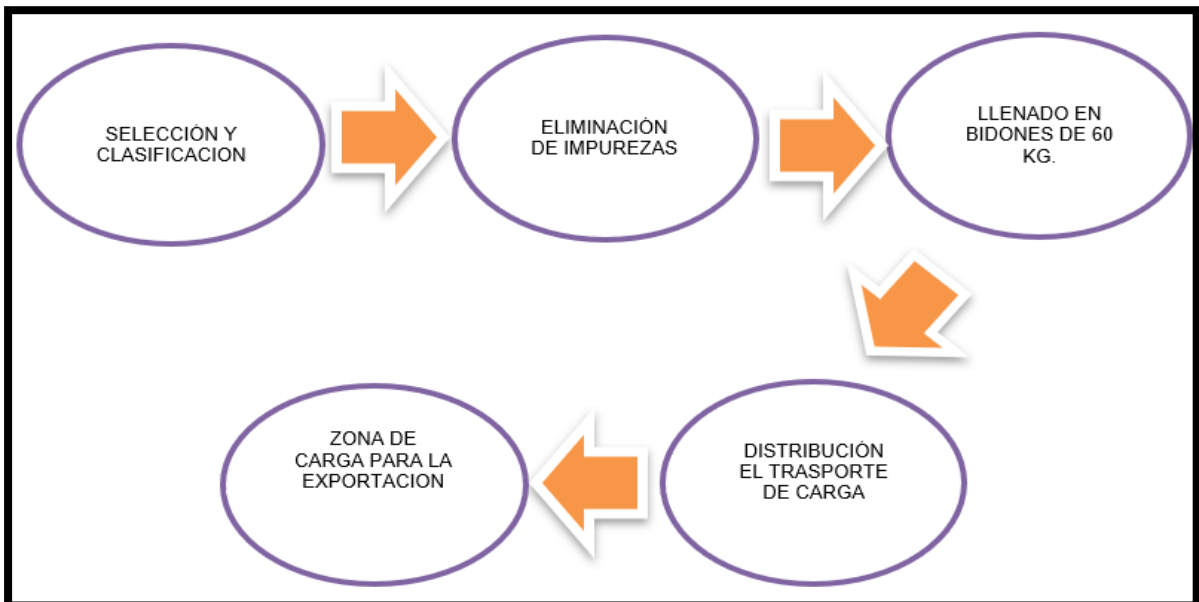 SELECCIÓN Y
CLASIFICACION
ELIMINACIÓN
DE IMPUREZAS
LLENADO EN
BIDONES DE 60
KG.
DISTRIBUCIÓN
EL TRASPORTE
DE CARGA
ZONA DE
CARGA PARA LA
EXPORTACION